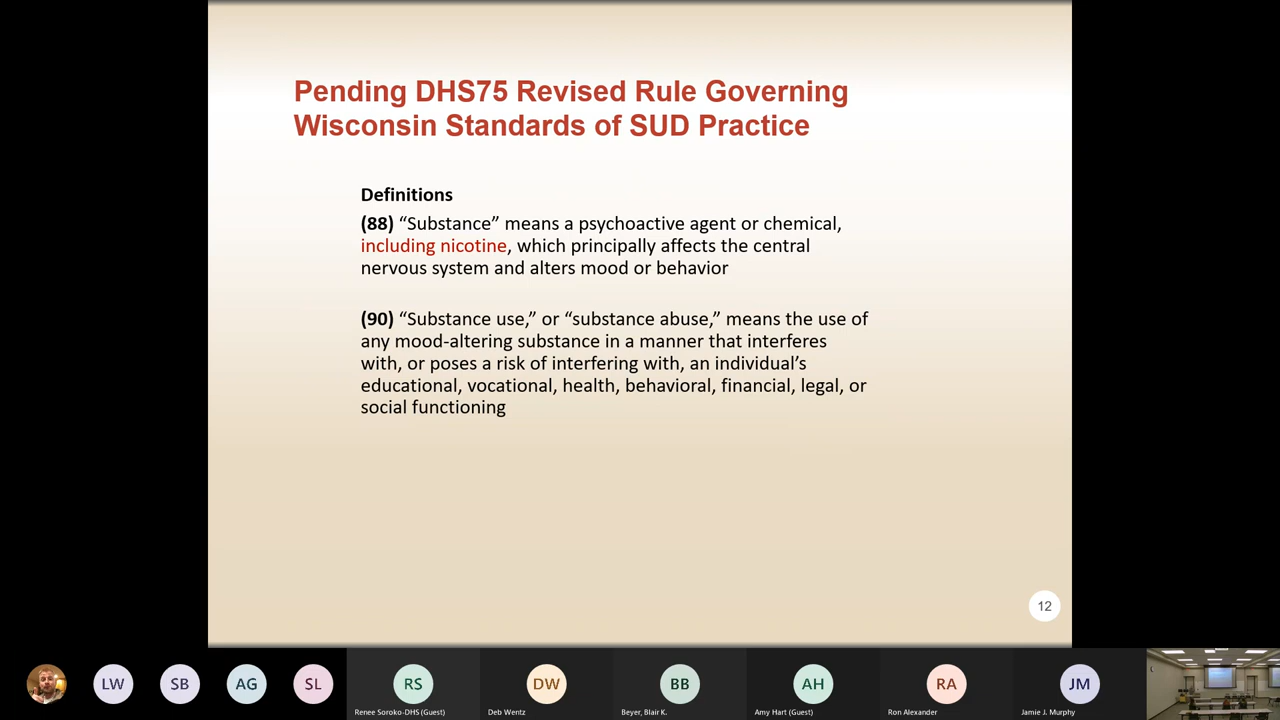 Pending DHS75 Revised Rule Governing
Wisconsin Standards of SUD Practice
Definitions
(88) “Substance” means a psychoactive agent or chemical,
including nicotine, which principally affects the central
nervous system and alters mood or behavior
(90) “Substance use,” or “substance abuse,” means the use of
any mood-altering substance in a manner that interferes
with, or poses a risk of interfering with, an individual’s
educational, vocational, health, behavioral, financial, legal, or
social functioning
12
LW
SB
AG
SL
RS
DW
BB
AH
RA
JM
Renee Soroko-DHS (Guest)
Deb Wentz
Beyer, Blair K.
Amy Hart (Guest)
Ron Alexander
Jamie J. Murphy